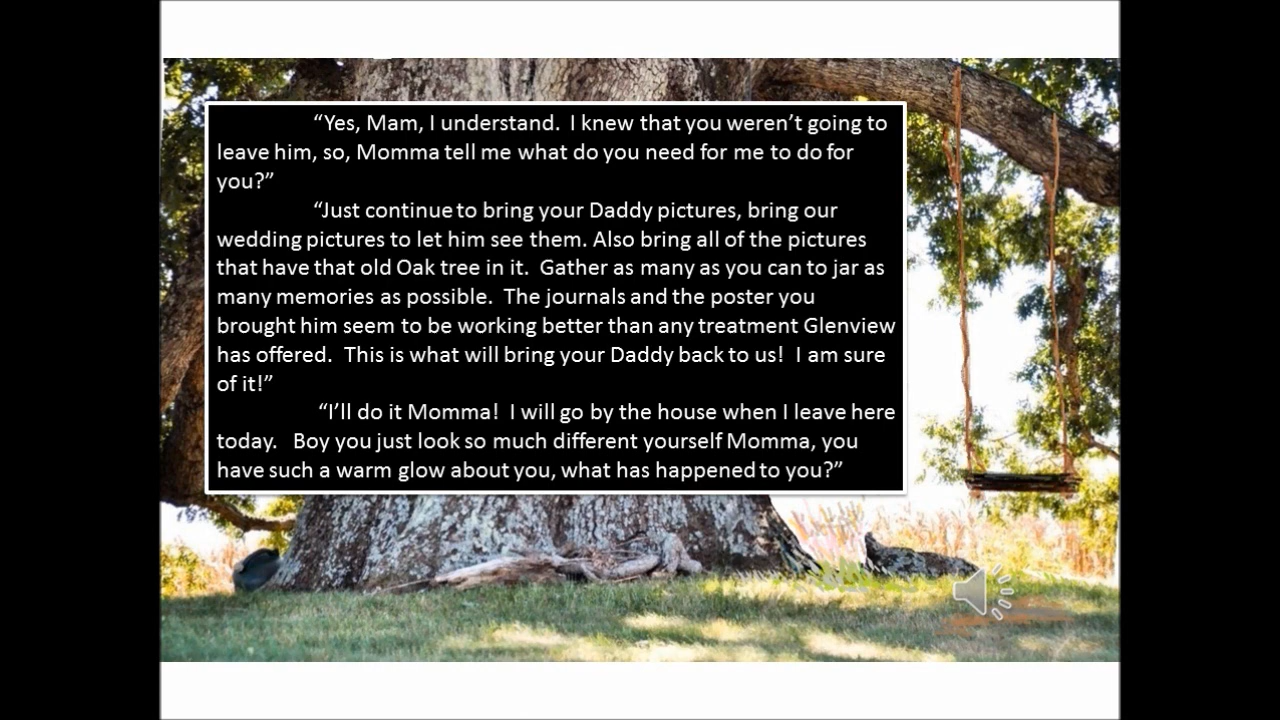 “Yes, Mam, I understand.  I knew that you weren’t going to
leave him, so, Momma tell me what do you need for me to do for
you?”
“Just continue to bring your Daddy pictures, bring our
wedding pictures to let him see them. Also bring all of the pictures
that have that old Oak tree in it.  Gather as many as you can to jar as
many memories as possible.  The journals and the poster you
brought him seem to be working better than any treatment Glenview
has offered.  This is what will bring your Daddy back to us!  I am sure
of it!”
“I’ll do it Momma!  I will go by the house when I leave here
today.   Boy you just look so much different yourself Momma, you
have such a warm glow about you, what has happened to you?”